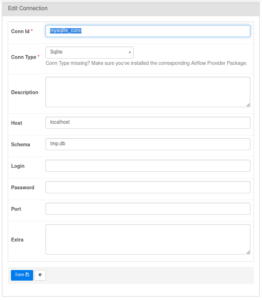 Edit Connection
Conn Id *
mysqlite_conn
Conn Type *
Sqlite
Conn Type missing? Make sure you've installed the corresponding Airflow Provider Package.
Description
Host
localhost
Schema
tmp.db
Login
Password
Port
Extra
Save